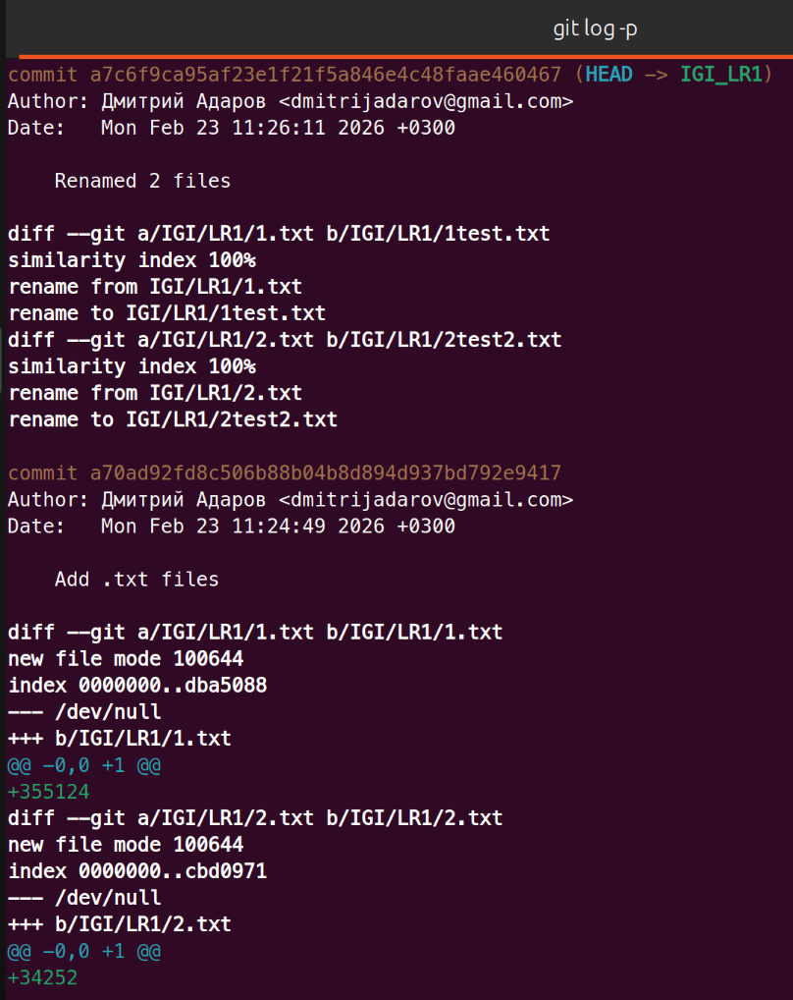 git log -p
commit a7c6f9ca95af23e1f21f5a846e4c48faae460467 (HEAD -> IGI_LR1)
Author: Дмитрий Адаров <dmitrijadarov@gmail.com>
Date:   Mon Feb 23 11:26:11 2026 +0300

    Renamed 2 files

diff --git a/IGI/LR1/1.txt b/IGI/LR1/1test.txt
similarity index 100%
rename from IGI/LR1/1.txt
rename to IGI/LR1/1test.txt
diff --git a/IGI/LR1/2.txt b/IGI/LR1/2test2.txt
similarity index 100%
rename from IGI/LR1/2.txt
rename to IGI/LR1/2test2.txt

commit a70ad92fd8c506b88b04b8d894d937bd792e9417
Author: Дмитрий Адаров <dmitrijadarov@gmail.com>
Date:   Mon Feb 23 11:24:49 2026 +0300

    Add .txt files

diff --git a/IGI/LR1/1.txt b/IGI/LR1/1.txt
new file mode 100644
index 0000000..dba5088
--- /dev/null
+++ b/IGI/LR1/1.txt
@@ -0,0 +1 @@
+355124
diff --git a/IGI/LR1/2.txt b/IGI/LR1/2.txt
new file mode 100644
index 0000000..cbd0971
--- /dev/null
+++ b/IGI/LR1/2.txt
@@ -0,0 +1 @@
+34252